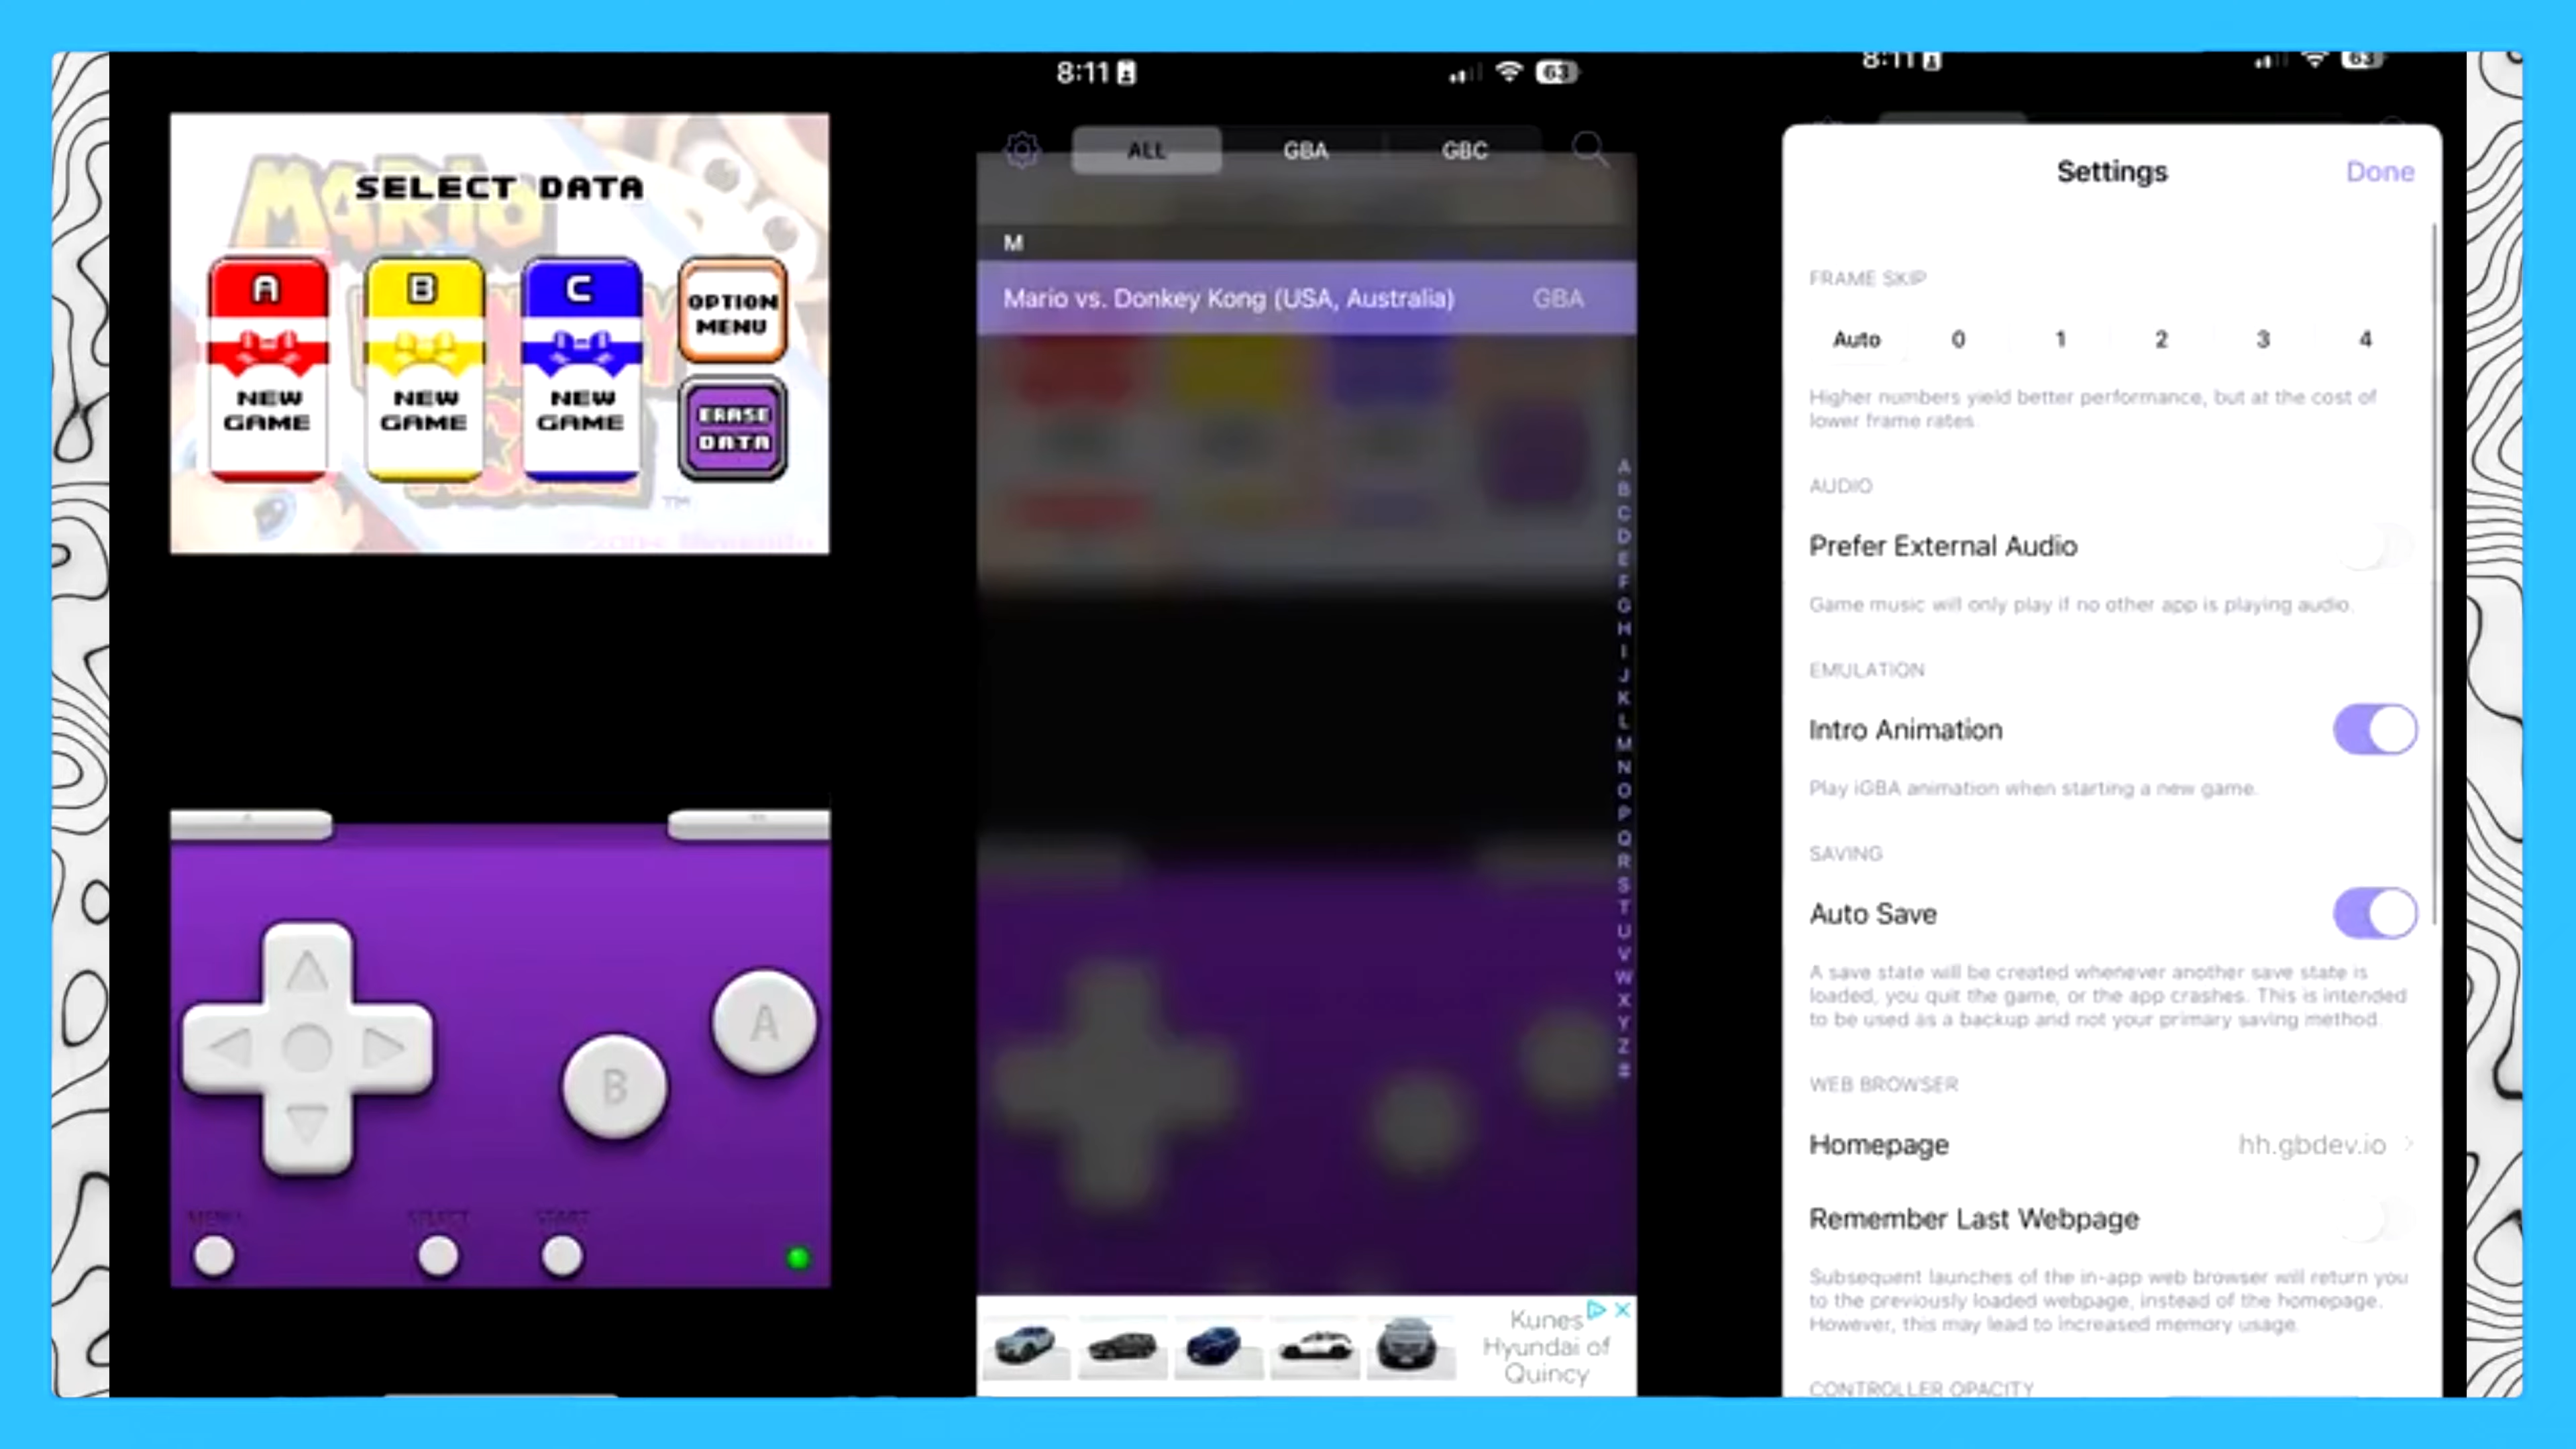 SELECT DATA
A
B
C
OPTION
MENU
NEW
GAME
NEW
GAME
NEW
GAME
ERASE
DATA
TM
A
B
MENU
SELECT
START
8:11
63
ALL
GBA
GBC
M
Mario vs. Donkey Kong (USA, Australia)
GBA
A
B
C
D
E
F
G
H
I
J
K
L
M
N
O
P
Q
R
S
T
U
V
W
X
Y
Z
#
Kunes
Hyundai of
Quincy
8:11
63
Settings
Done
FRAME SKIP
Auto 0 1 2 3 4
Higher numbers yield better performance, but at the cost of
lower frame rates.
AUDIO
Prefer External Audio
Game music will only play if no other app is playing audio.
EMULATION
Intro Animation
Play iGBA animation when starting a new game.
SAVING
Auto Save
A save state will be created whenever another save state is
loaded, you quit the game, or the app crashes. This is intended
to be used as a backup and not your primary saving method.
WEB BROWSER
Homepage hh.gbdev.io
Remember Last Webpage
Subsequent launches of the in-app web browser will return you
to the previously loaded webpage, instead of the homepage.
However, this may lead to increased memory usage.
CONTROLLER OPACITY